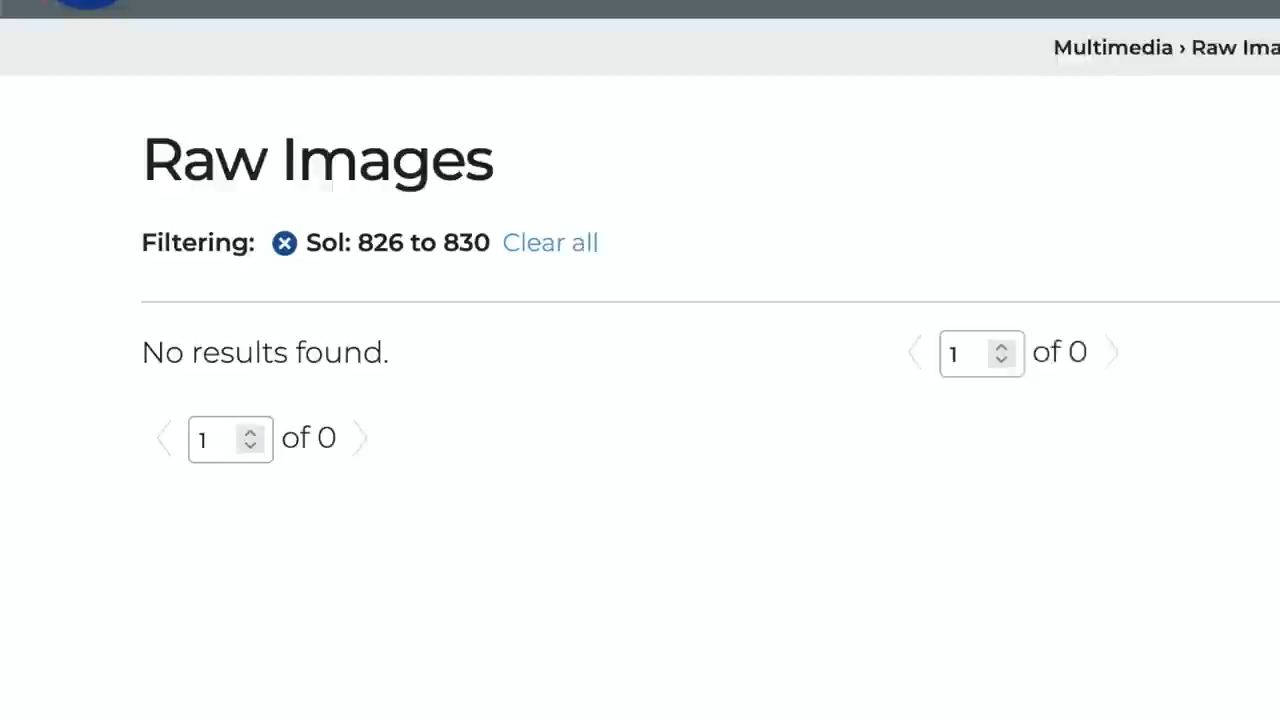 Multimedia › Raw Ima
Raw Images
Filtering: Sol: 826 to 830 Clear all
No results found.
1 of 0
1 of 0